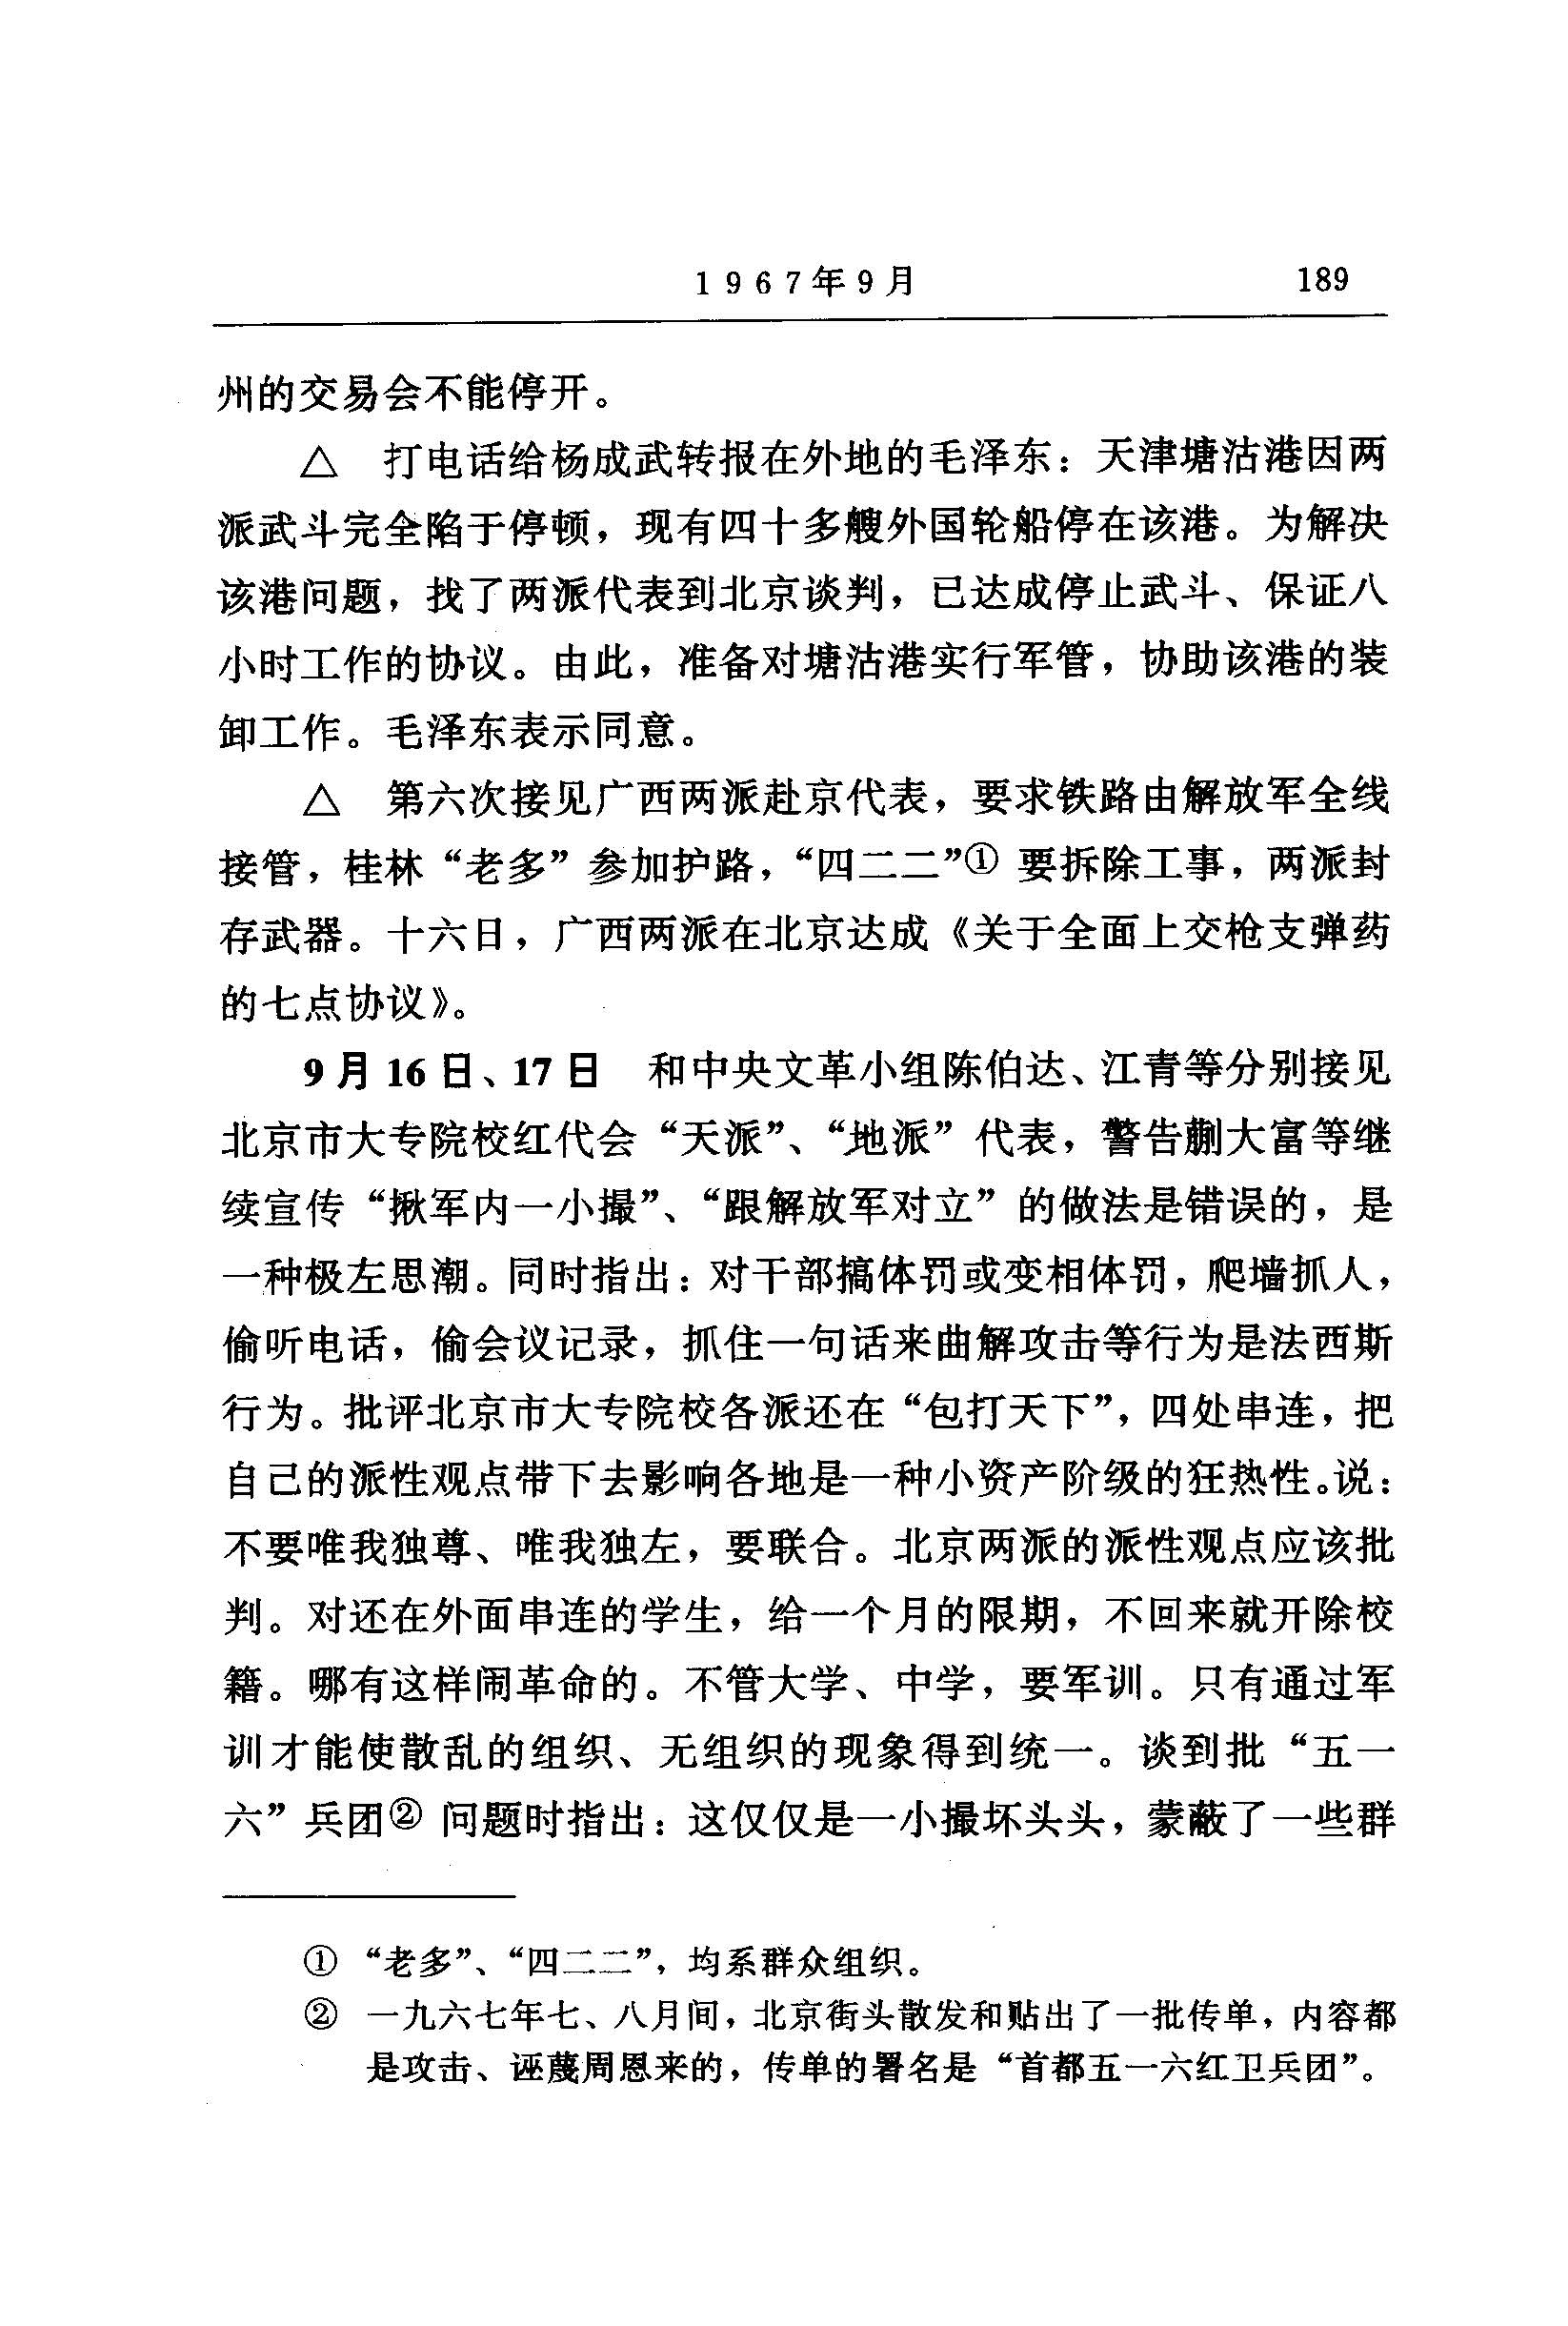 1967年9月 189
州的交易会不能停开。
△ 打电话给杨成武转报在外地的毛泽东：天津塘沽港因两
派武斗完全陷于停顿，现有四十多艘外国轮船停在该港。为解决
该港问题，找了两派代表到北京谈判，已达成停止武斗、保证八
小时工作的协议。由此，准备对塘沽港实行军管，协助该港的装
卸工作。毛泽东表示同意。
△ 第六次接见广西两派赴京代表，要求铁路由解放军全线
接管，桂林“老多”参加护路，“四二二”① 要拆除工事，两派封
存武器。十六日，广西两派在北京达成《关于全面上交枪支弹药
的七点协议》。
9月16日、17日 和中央文革小组陈伯达、江青等分别接见
北京市大专院校红代会“天派”、“地派”代表，警告蒯大富等继
续宣传“揪军内一小撮”、“跟解放军对立”的做法是错误的，是
一种极左思潮。同时指出：对干部搞体罚或变相体罚，爬墙抓人，
偷听电话，偷会议记录，抓住一句话来曲解攻击等行为是法西斯
行为。批评北京市大专院校各派还在“包打天下”，四处串连，把
自己的派性观点带下去影响各地是一种小资产阶级的狂热性。说：
不要唯我独尊、唯我独左，要联合。北京两派的派性观点应该批
判。对还在外面串连的学生，给一个月的限期，不回来就开除校
籍。哪有这样闹革命的。不管大学、中学，要军训。只有通过军
训才能使散乱的组织、无组织的现象得到统一。谈到批“五一
六”兵团② 问题时指出：这仅仅是一小撮坏头头，蒙蔽了一些群
① “老多”、“四二二”，均系群众组织。
② 一九六七年七、八月间，北京街头散发和贴出了一批传单，内容都
是攻击、诬蔑周恩来的，传单的署名是“首都五一六红卫兵团”。